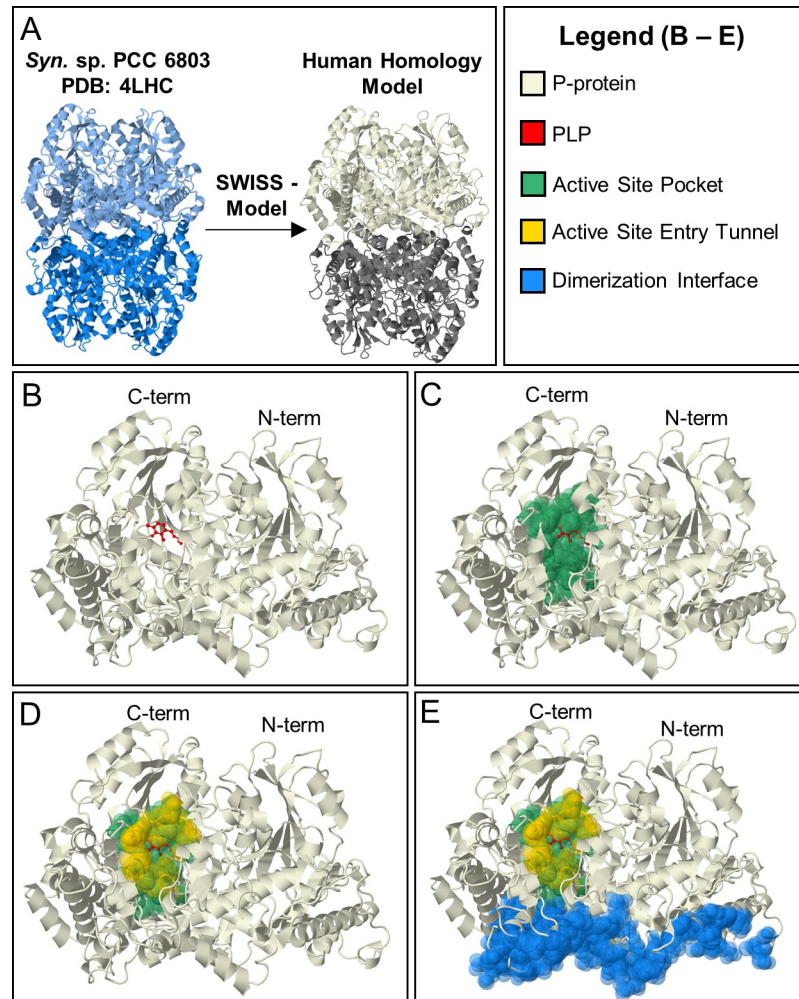 A
Syn. sp. PCC 6803
PDB: 4LHC
Human Homology
Model
SWISS -
Model
Legend (B – E)
P-protein
PLP
Active Site Pocket
Active Site Entry Tunnel
Dimerization Interface
B
C-term
N-term
C
C-term
N-term
D
C-term
N-term
E
C-term
N-term